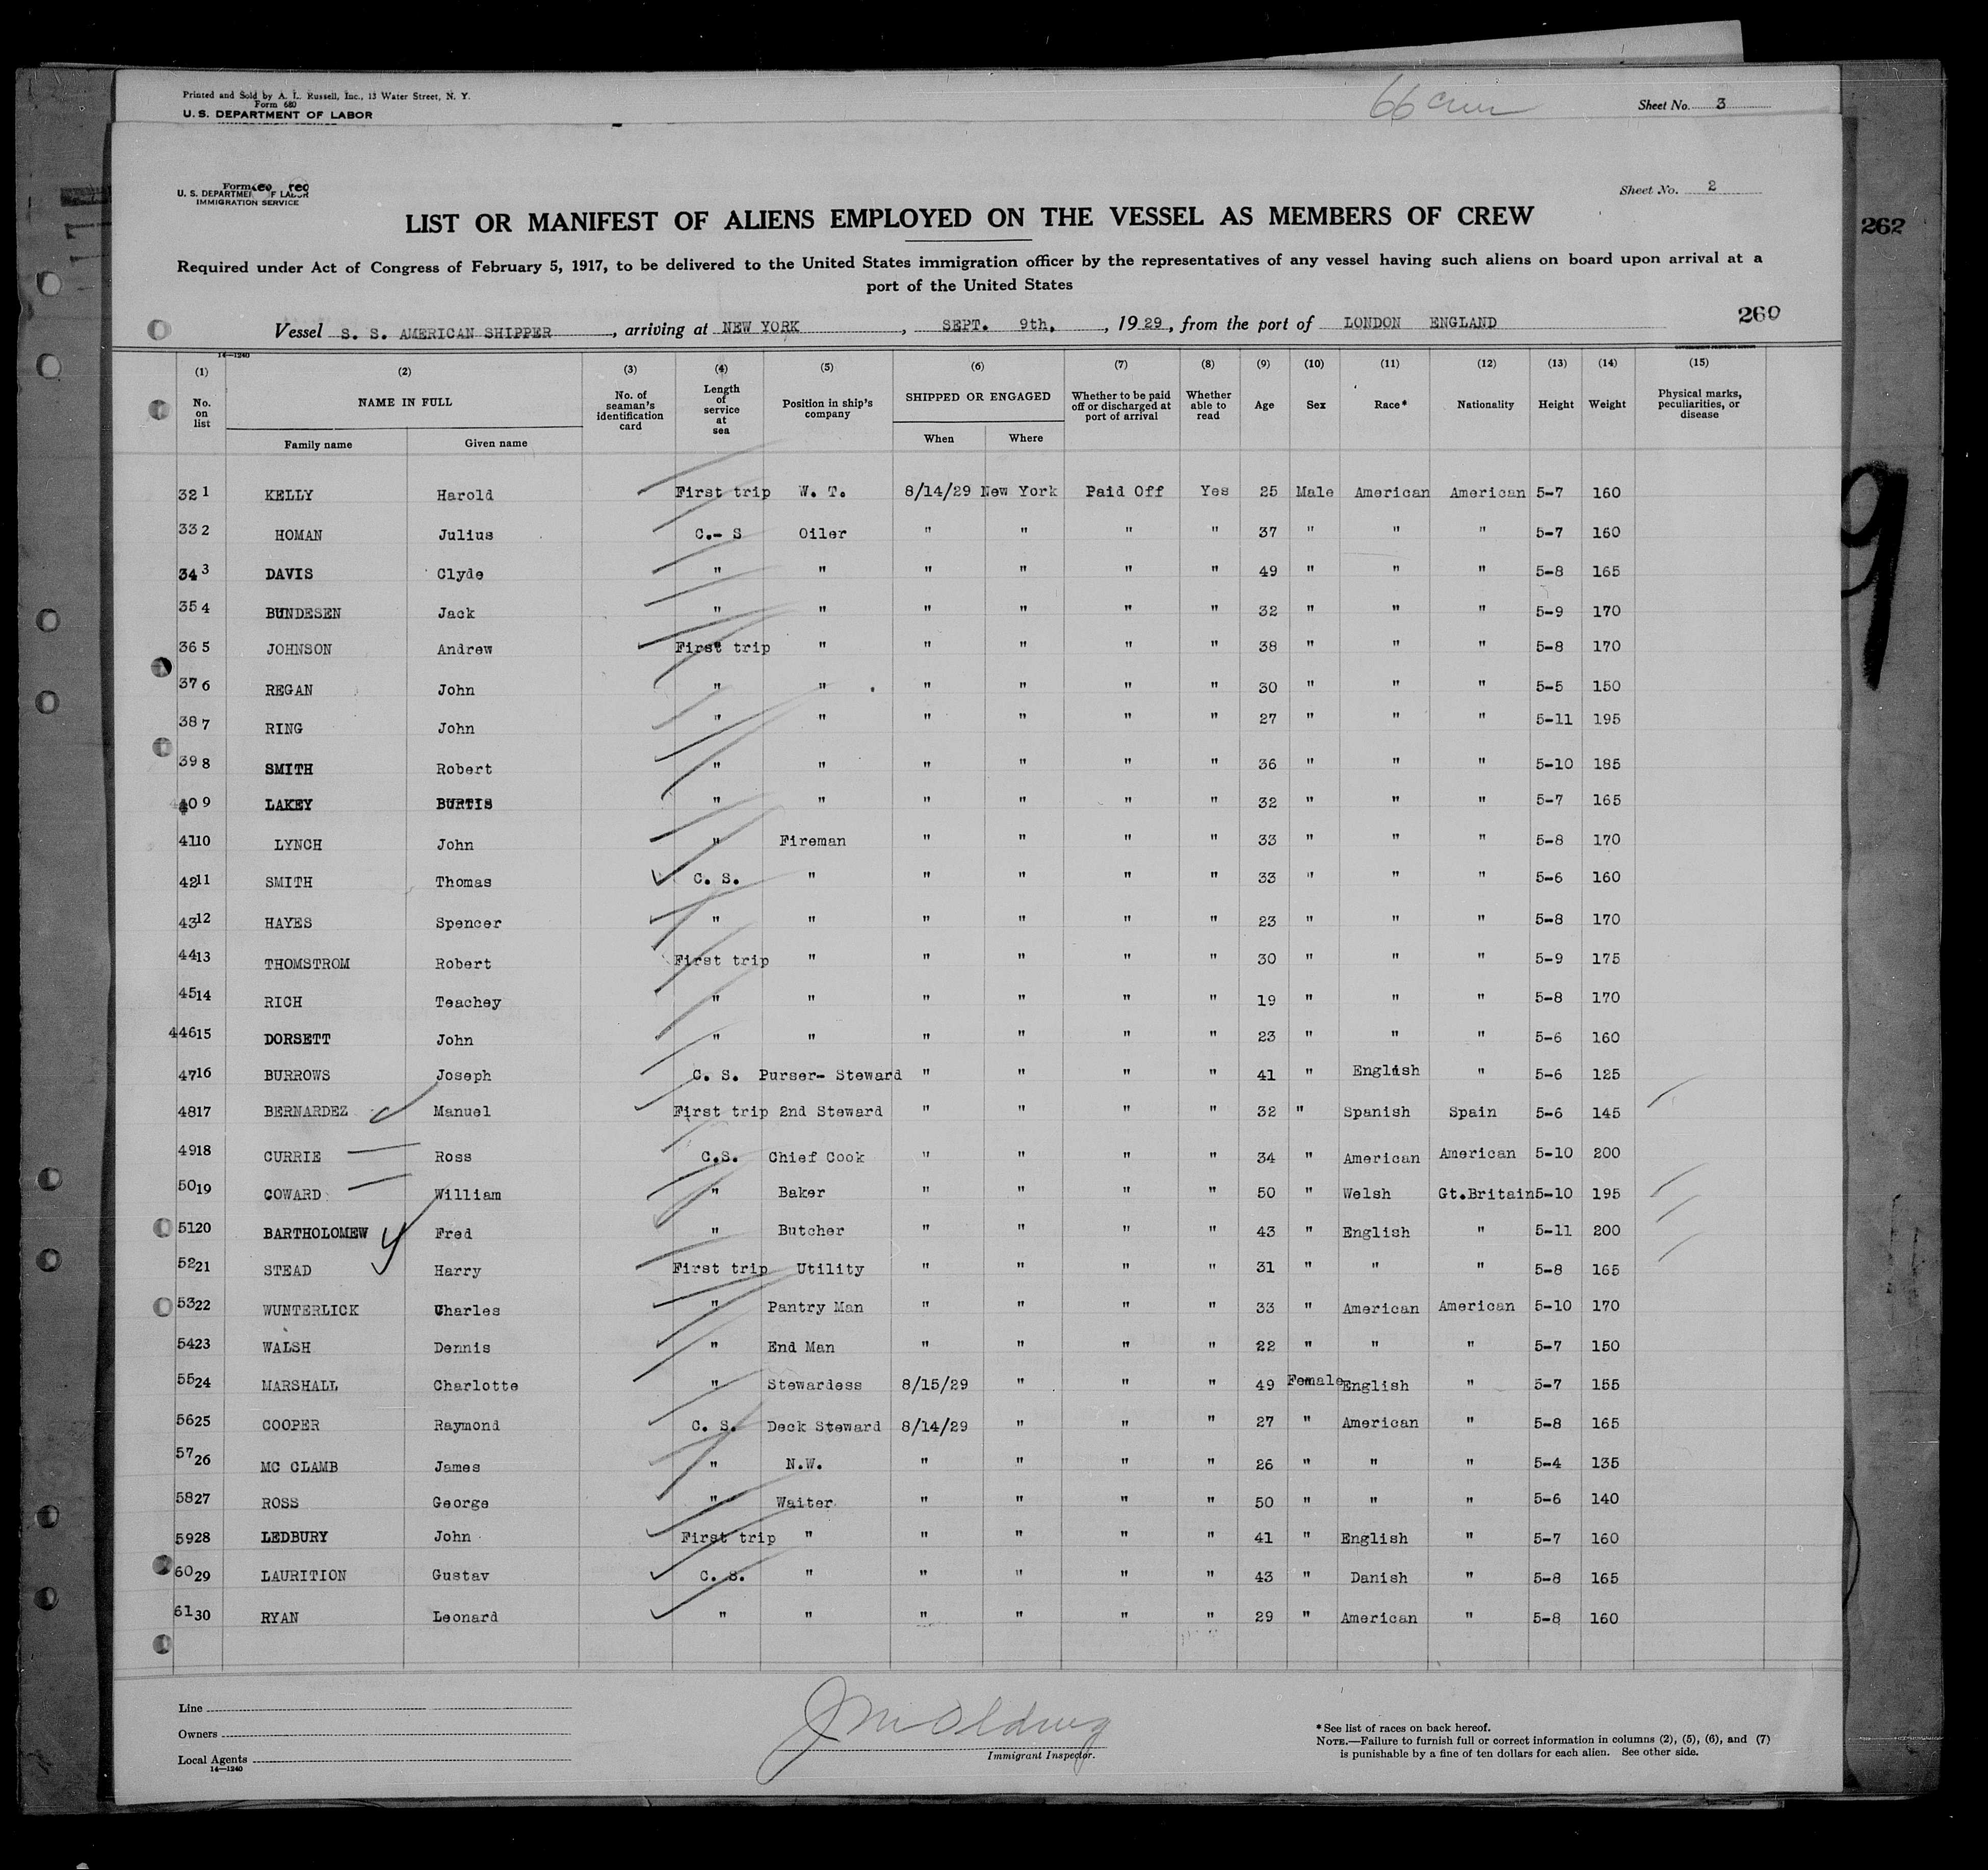 Printed and Sold by A. L. Russell, Inc., 13 Water Street, N. Y.
Form 680
U. S. DEPARTMENT OF LABOR
66 crew
Sheet No. 3
U. S. DEPARTMENT OF LABOR
IMMIGRATION SERVICE
Sheet No. 2
LIST OR MANIFEST OF ALIENS EMPLOYED ON THE VESSEL AS MEMBERS OF CREW
262
Required under Act of Congress of February 5, 1917, to be delivered to the United States immigration officer by the representatives of any vessel having such aliens on board upon arrival at a
port of the United States
260
Vessel S. S. AMERICAN SHIPPER, arriving at NEW YORK, SEPT. 9th, 1929, from the port of LONDON ENGLAND
14—1240
(1) (2) (3) (4) (5) (6) (7) (8) (9) (10) (11) (12) (13) (14) (15)
No. on list NAME IN FULL Family name Given name No. of seaman's identification card Length of service at sea Position in ship's company SHIPPED OR ENGAGED When Where Whether to be paid off or discharged at port of arrival Whether able to read Age Sex Race* Nationality Height Weight Physical marks, peculiarities, or disease
32 1 KELLY Harold First trip W. T. 8/14/29 New York Paid Off Yes 25 Male American American 5-7 160
33 2 HOMAN Julius C.- S Oiler " " " " 37 " " " 5-7 160
34 3 DAVIS Clyde " " " " " " 49 " " " 5-8 165
35 4 BUNDESEN Jack " " " " " " 32 " " " 5-9 170
36 5 JOHNSON Andrew First trip " " " " " 38 " " " 5-8 170
37 6 REGAN John " " " " " " 30 " " " 5-5 150
38 7 RING John " " " " " " 27 " " " 5-11 195
39 8 SMITH Robert " " " " " " 36 " " " 5-10 185
40 9 LAKEY BURTIS " " " " " " 32 " " " 5-7 165
41 10 LYNCH John " Fireman " " " " 33 " " " 5-8 170
42 11 SMITH Thomas C. S. " " " " " 33 " " " 5-6 160
43 12 HAYES Spencer " " " " " " 23 " " " 5-8 170
44 13 THOMSTROM Robert First trip " " " " " 30 " " " 5-9 175
45 14 RICH Teachey " " " " " " 19 " " " 5-8 170
446 15 DORSETT John " " " " " " 23 " " " 5-6 160
47 16 BURROWS Joseph C. S. Purser- Steward " " " " 41 " English " 5-6 125
48 17 BERNARDEZ Manuel First trip 2nd Steward " " " " 32 " Spanish Spain 5-6 145
49 18 CURRIE Ross C.S. Chief Cook " " " " 34 " American American 5-10 200
50 19 COWARD William " Baker " " " " 50 " Welsh Gt.Britain 5-10 195
51 20 BARTHOLOMEW Fred " Butcher " " " " 43 " English " 5-11 200
52 21 STEAD Harry First trip Utility " " " " 31 " " " 5-8 165
53 22 WUNTERLICK Charles " Pantry Man " " " " 33 " American American 5-10 170
54 23 WALSH Dennis " End Man " " " " 22 " " " 5-7 150
55 24 MARSHALL Charlotte " Stewardess 8/15/29 " " " 49 Female English " 5-7 155
56 25 COOPER Raymond C. S. Deck Steward 8/14/29 " " " 27 " American " 5-8 165
57 26 MC CLAMB James " N.W. " " " " 26 " " " 5-4 135
58 27 ROSS George " Waiter " " " " 50 " " " 5-6 140
59 28 LEDBURY John First trip " " " " " 41 " English " 5-7 160
60 29 LAURITION Gustav C. S. " " " " " 43 " Danish " 5-8 165
61 30 RYAN Leonard " " " " " " 29 " American " 5-8 160
Line
Owners
Local Agents
14—1240
Immigrant Inspector.
* See list of races on back hereof.
NOTE.—Failure to furnish full or correct information in columns (2), (5), (6), and (7)
is punishable by a fine of ten dollars for each alien. See other side.
9